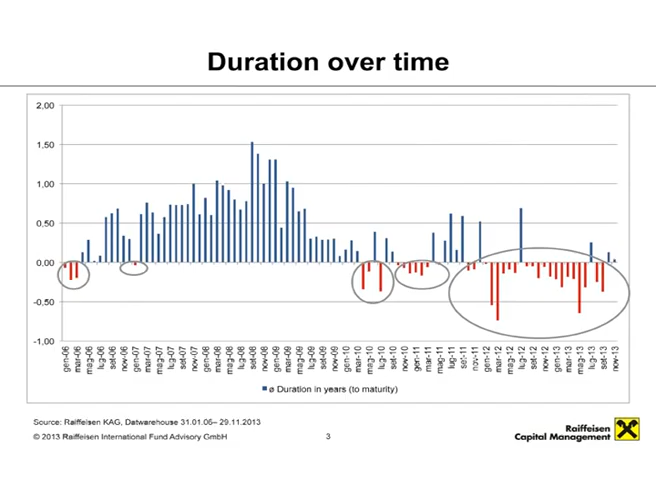 Duration over time
2,00
1,50
1,00
0,50
0,00
-0,50
-1,00
gen-06 mar-06 mag-06 lug-06 set-06 nov-06 gen-07 mar-07 mag-07 lug-07 set-07 nov-07 gen-08 mar-08 mag-08 lug-08 set-08 nov-08 gen-09 mar-09 mag-09 lug-09 set-09 nov-09 gen-10 mar-10 mag-10 lug-10 set-10 nov-10 gen-11 mar-11 mag-11 lug-11 set-11 nov-11 gen-12 mar-12 mag-12 lug-12 set-12 nov-12 gen-13 mar-13 mag-13 lug-13 set-13 nov-13
ø Duration in years (to maturity)
Source: Raiffeisen KAG, Datwarehouse 31.01.06– 29.11.2013
© 2013 Raiffeisen International Fund Advisory GmbH 3
Raiffeisen
Capital Management